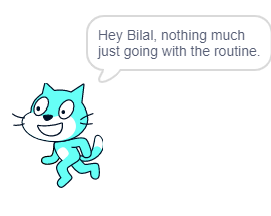 Hey Bilal, nothing much
just going with the routine.